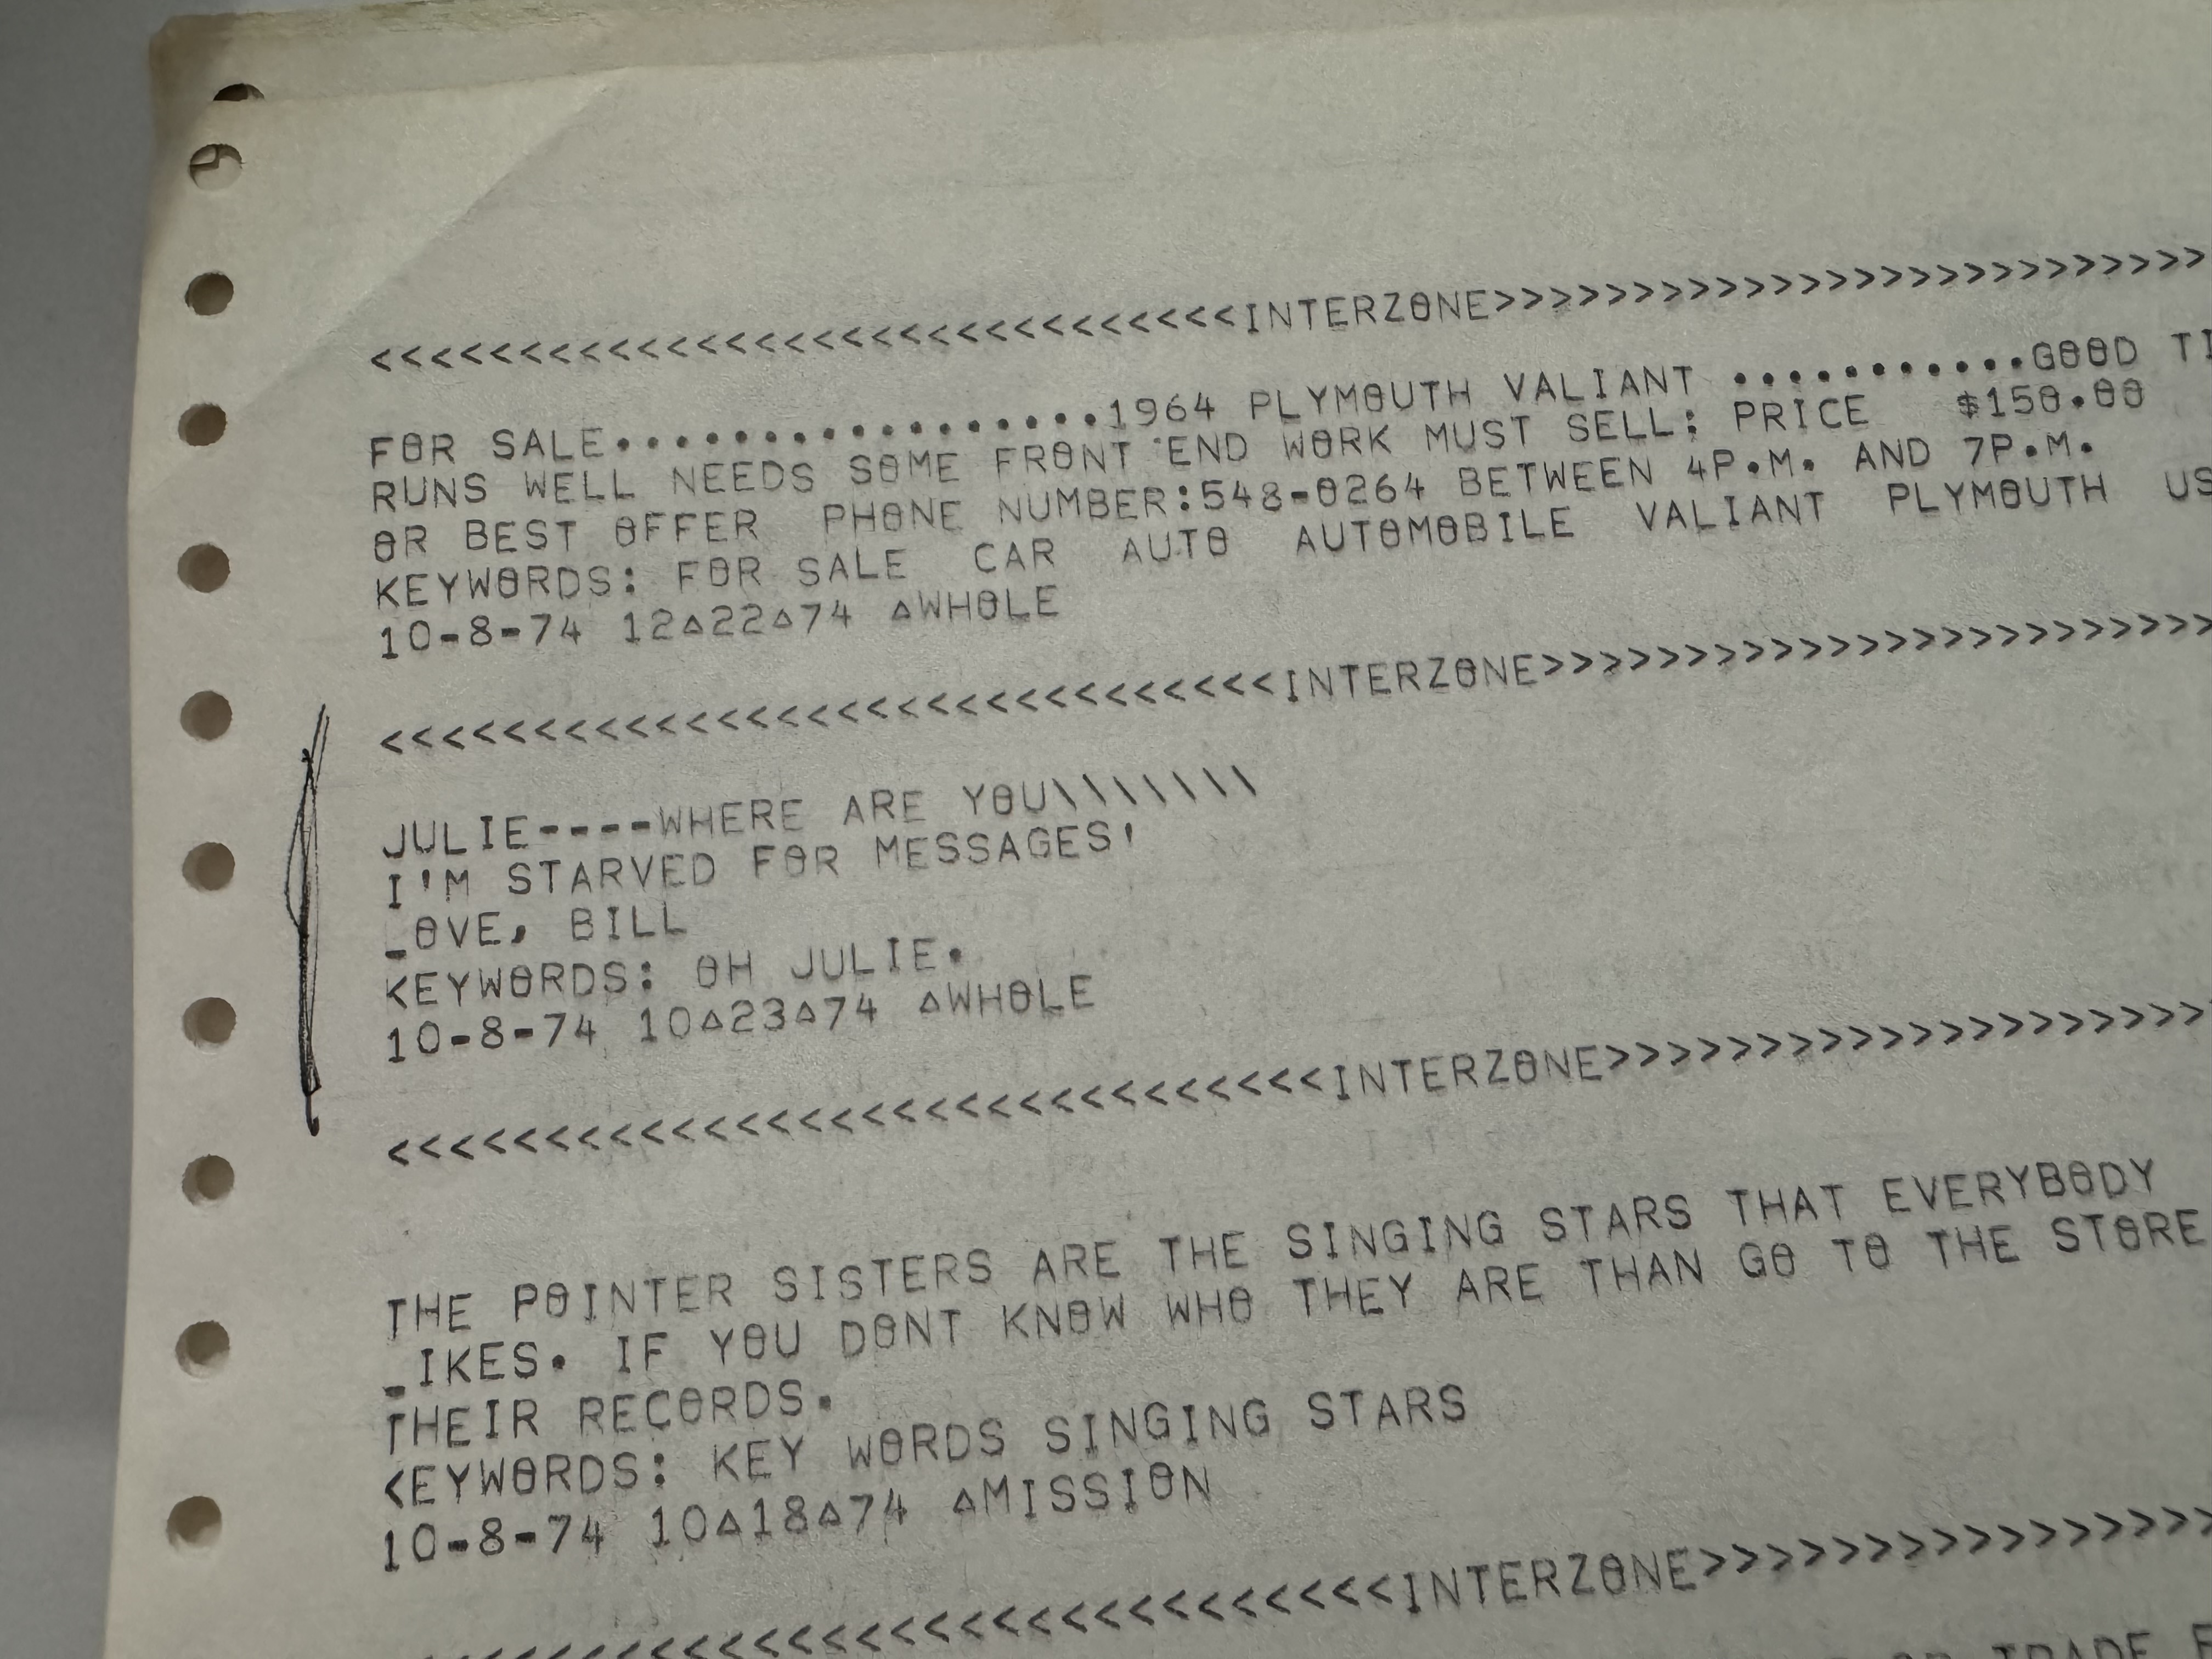 <<<<<<<<<<<<<<<<<<<<<<<<<<<<<INTERZONE>>>>>>>>>>>>>>>>>>>>>>>>>
FOR SALE.................1964 PLYMOUTH VALIANT ...........GOOD TI
RUNS WELL NEEDS SOME FRONT END WORK MUST SELL; PRICE   $150.00
OR BEST OFFER  PHONE NUMBER:548-0264 BETWEEN 4P.M. AND 7P.M.
KEYWORDS: FOR SALE  CAR  AUTO  AUTOMOBILE  VALIANT  PLYMOUTH  US
10-8-74 12△22△74 △WHOLE
<<<<<<<<<<<<<<<<<<<<<<<<<<<<<INTERZONE>>>>>>>>>>>>>>>>>>>>>>>
JULIE----WHERE ARE YOU\\\\\\\
I'M STARVED FOR MESSAGES'
_OVE, BILL
<EYWORDS: OH JULIE.
10-8-74 10△23△74 △WHOLE
<<<<<<<<<<<<<<<<<<<<<<<<<<<<<INTERZONE>>>>>>>>>>>>>>>>>>>>
THE POINTER SISTERS ARE THE SINGING STARS THAT EVERYBODY
_IKES. IF YOU DONT KNOW WHO THEY ARE THAN GO TO THE STORE
THEIR RECORDS.
<EYWORDS: KEY WORDS SINGING STARS
10-8-74 10△18△74 △MISSION
<<<<<<<<<<<<<<<<<<<<<<<<<<<<<INTERZONE>>>>>>>>>>>>>>>>>
OR TRADE